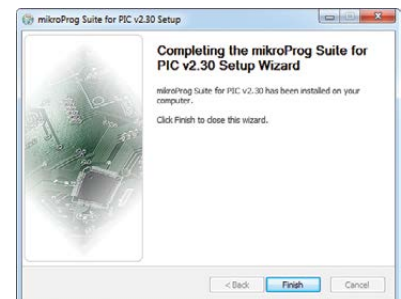 mikroProg Suite for PIC v2.30 Setup
Completing the mikroProg Suite for
PIC v2.30 Setup Wizard
mikroProg Suite for PIC v2.30 has been installed on your
computer.
Click Finish to close this wizard.
< Back Finish Cancel